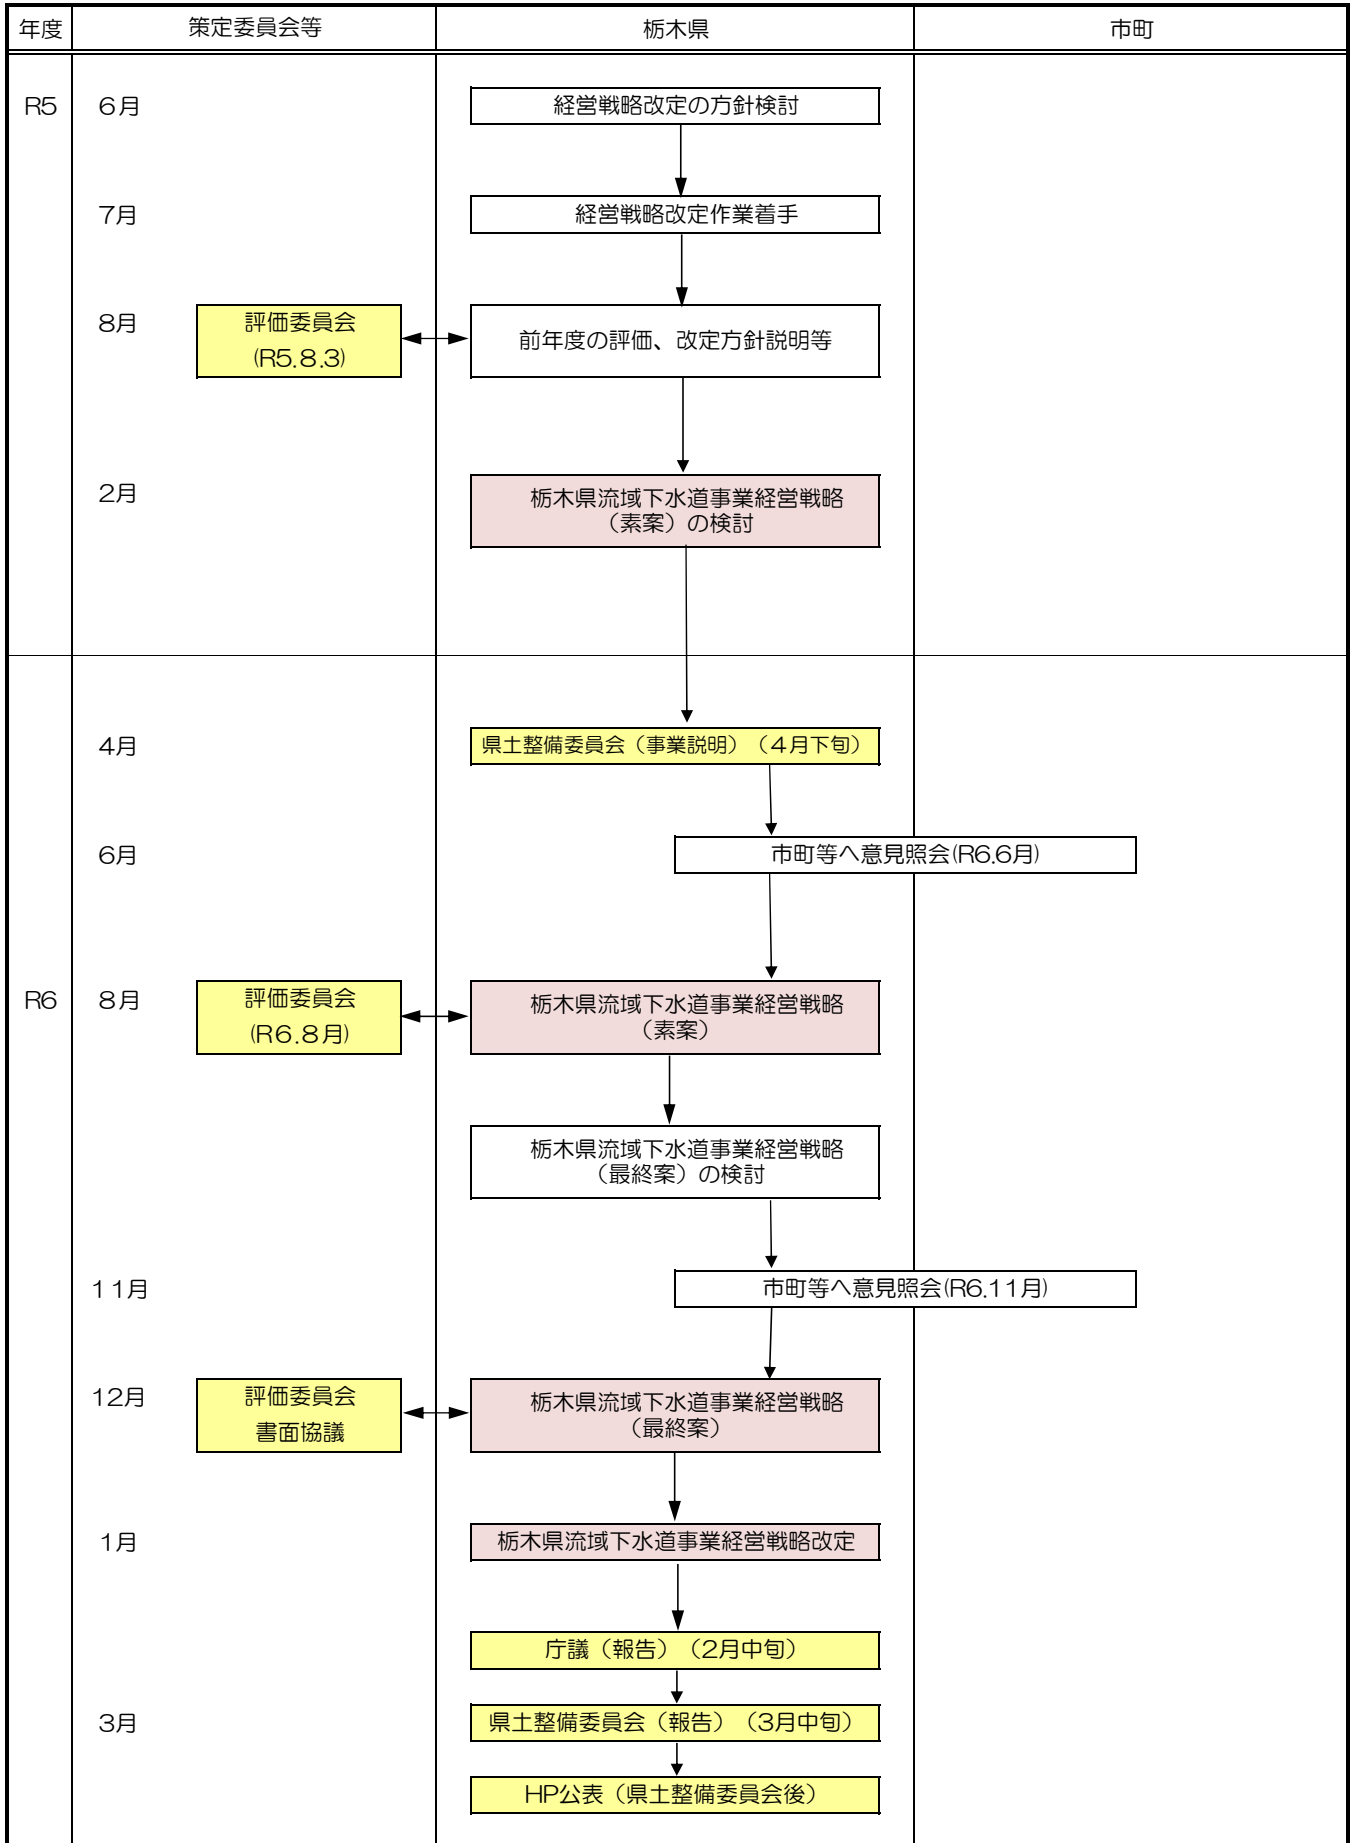 年度 策定委員会等 栃木県 市町
R5 6月 経営戦略改定の方針検討
7月 経営戦略改定作業着手
8月 評価委員会
(R5.8.3)
前年度の評価、改定方針説明等
2月 栃木県流域下水道事業経営戦略
（素案）の検討
4月 県土整備委員会（事業説明）（４月下旬）
6月 市町等へ意見照会(R6.6月)
R6 8月 評価委員会
(R６.８月)
栃木県流域下水道事業経営戦略
（素案）
栃木県流域下水道事業経営戦略
（最終案）の検討
11月 市町等へ意見照会(R6.11月)
12月 評価委員会
書面協議
栃木県流域下水道事業経営戦略
（最終案）
1月 栃木県流域下水道事業経営戦略改定
庁議（報告）（2月中旬）
3月 県土整備委員会（報告）（3月中旬）
HP公表（県土整備委員会後）